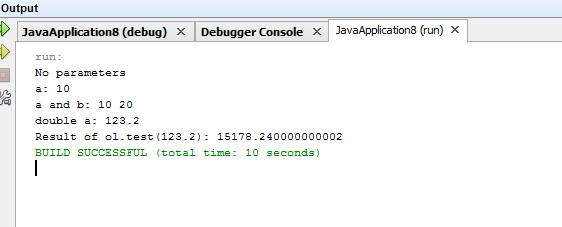 Output
JavaApplication8 (debug) × Debugger Console × JavaApplication8 (run) ×
run:
No parameters
a: 10
a and b: 10 20
double a: 123.2
Result of ol.test(123.2): 15178.240000000002
BUILD SUCCESSFUL (total time: 10 seconds)